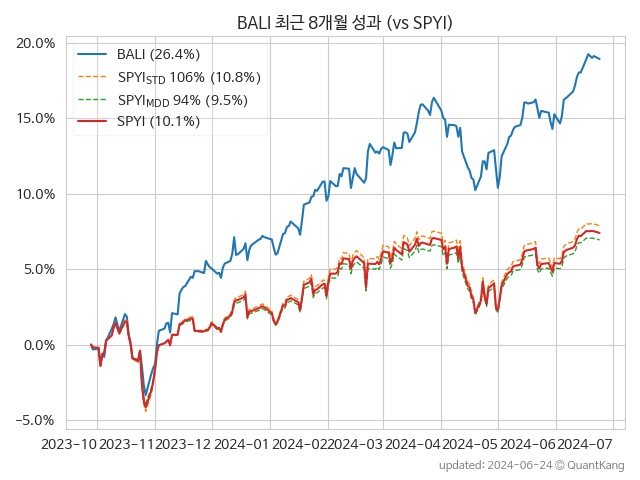 BALI 최근 8개월 성과 (vs SPYI)
BALI (26.4%)
SPYI_STD 106% (10.8%)
SPYI_MDD 94% (9.5%)
SPYI (10.1%)
20.0%
15.0%
10.0%
5.0%
0.0%
−5.0%
2023-10 2023-11 2023-12 2024-01 2024-02 2024-03 2024-04 2024-05 2024-06 2024-07
updated: 2024-06-24 © QuantKang